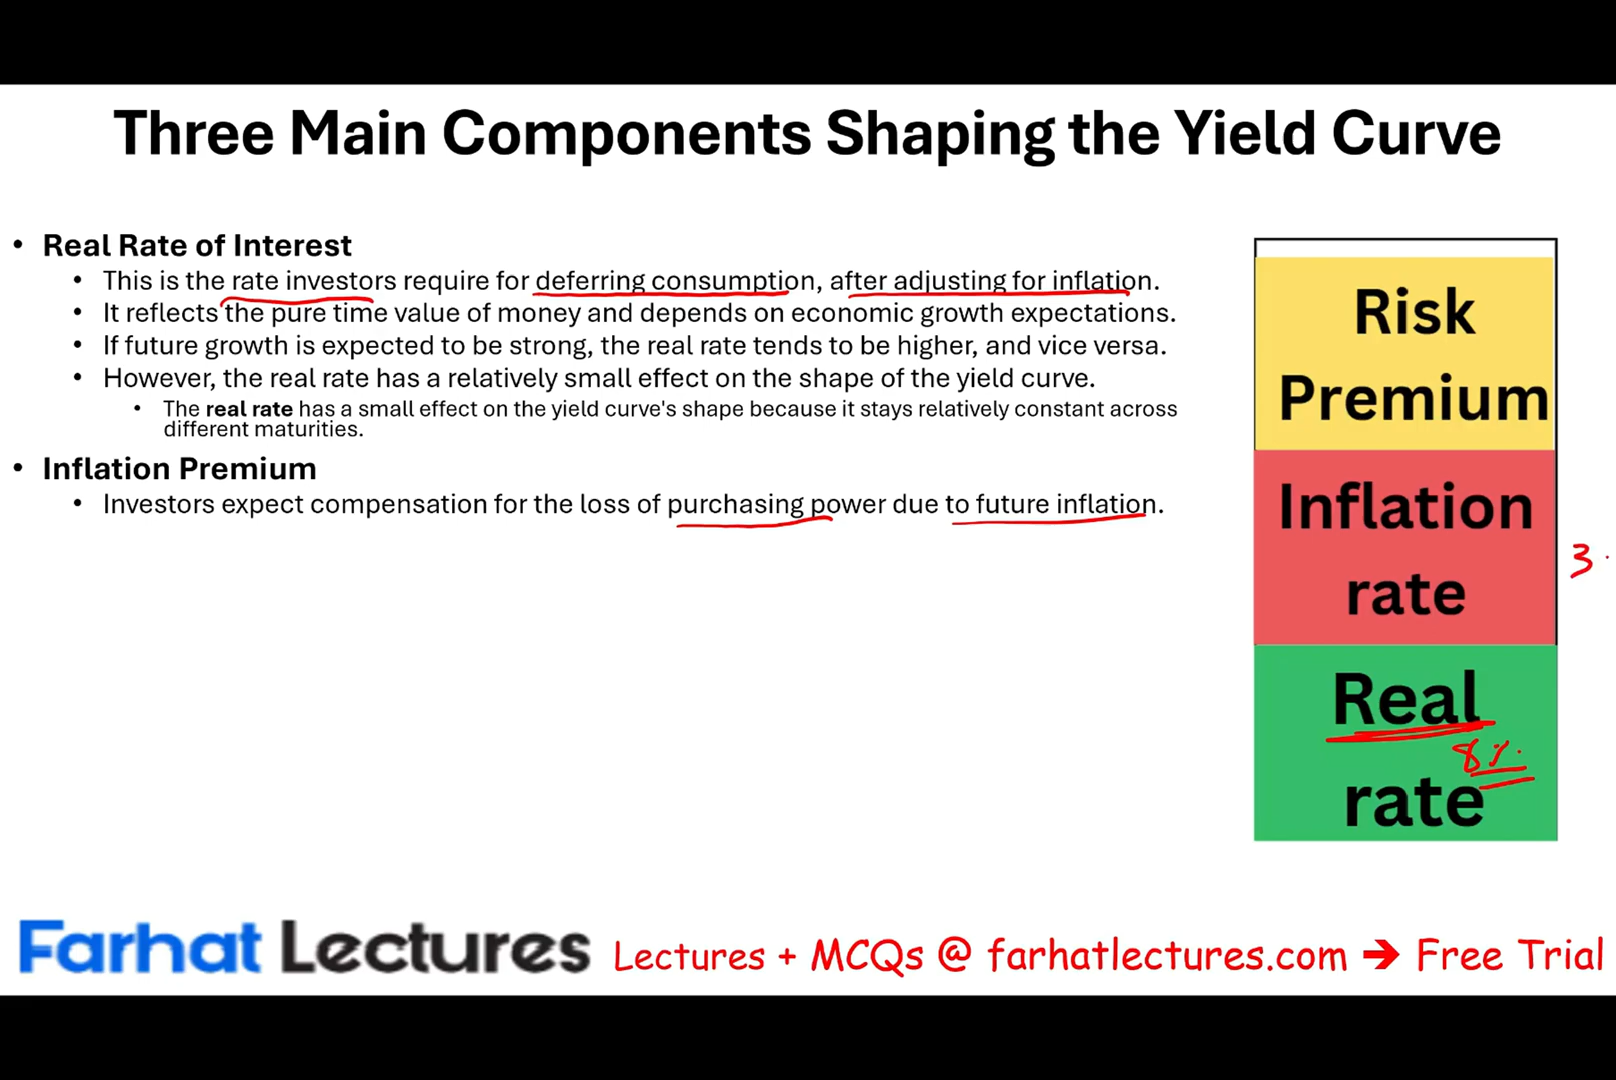 Three Main Components Shaping the Yield Curve
• Real Rate of Interest
• This is the rate investors require for deferring consumption, after adjusting for inflation.
• It reflects the pure time value of money and depends on economic growth expectations.
• If future growth is expected to be strong, the real rate tends to be higher, and vice versa.
• However, the real rate has a relatively small effect on the shape of the yield curve.
• The real rate has a small effect on the yield curve's shape because it stays relatively constant across
different maturities.
• Inflation Premium
• Investors expect compensation for the loss of purchasing power due to future inflation.
Risk
Premium
Inflation
rate
3
Real
8%
rate
Farhat Lectures Lectures + MCQs @ farhatlectures.com ➔ Free Trial